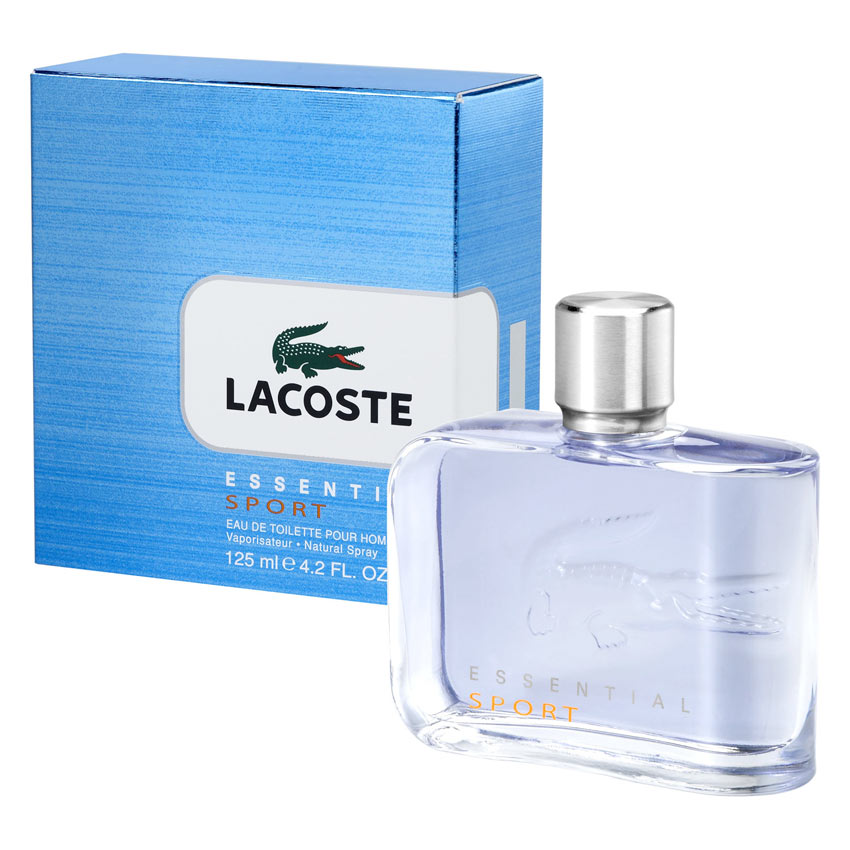 LACOSTE
ESSENTI
SPORT
EAU DE TOILETTE POUR HOM
Vaporisateur • Natural Spray
125 ml ℮ 4.2 FL. OZ
ESSENTIAL
SPORT